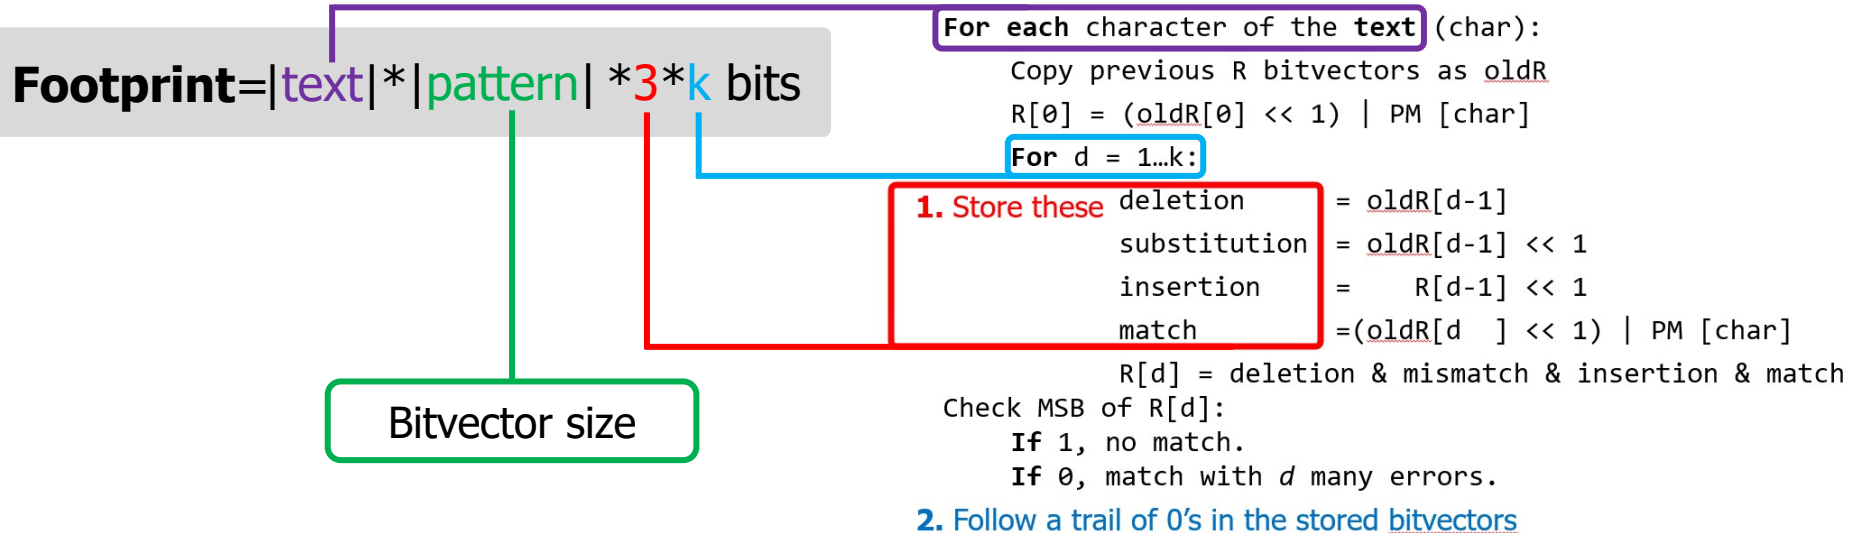 Footprint=|text|*|pattern| *3*k bits
Bitvector size
For each character of the text (char):
Copy previous R bitvectors as oldR
R[0] = (oldR[0] << 1) | PM [char]
For d = 1…k:
1. Store these
deletion = oldR[d-1]
substitution = oldR[d-1] << 1
insertion = R[d-1] << 1
match =(oldR[d ] << 1) | PM [char]
R[d] = deletion & mismatch & insertion & match
Check MSB of R[d]:
If 1, no match.
If 0, match with d many errors.
2. Follow a trail of 0’s in the stored bitvectors